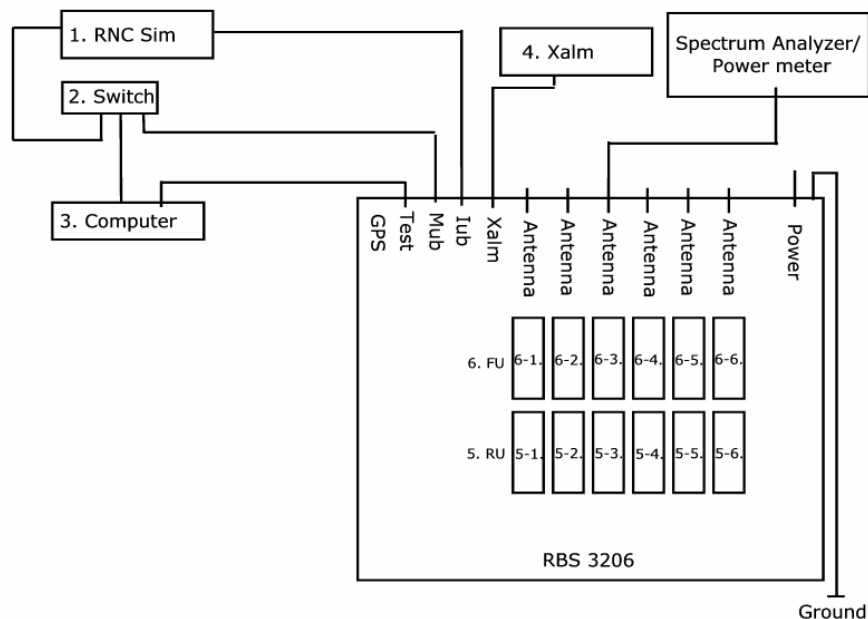 1. RNC Sim
2. Switch
3. Computer
4. Xalm
Spectrum Analyzer/
Power meter
GPS
Test
Mub
Iub
Xalm
Antenna
Antenna
Antenna
Antenna
Antenna
Antenna
Power
6. FU
6-1.
6-2.
6-3.
6-4.
6-5.
6-6.
5. RU
5-1.
5-2.
5-3.
5-4.
5-5.
5-6.
RBS 3206
Ground